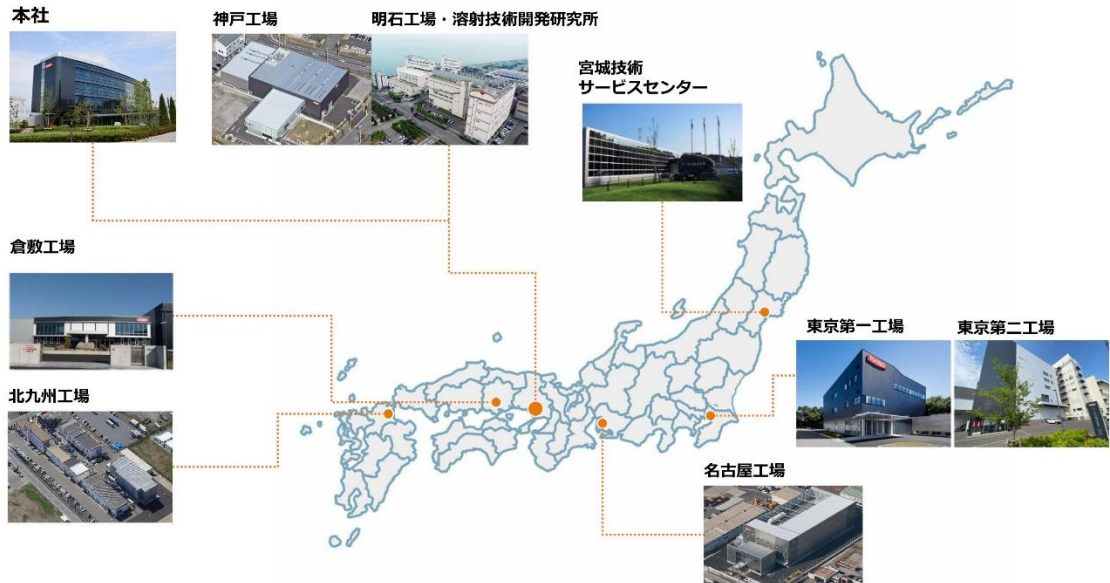 本社
神戸工場
明石工場・溶射技術開発研究所
宮城技術
サービスセンター
倉敷工場
東京第一工場
東京第二工場
北九州工場
名古屋工場